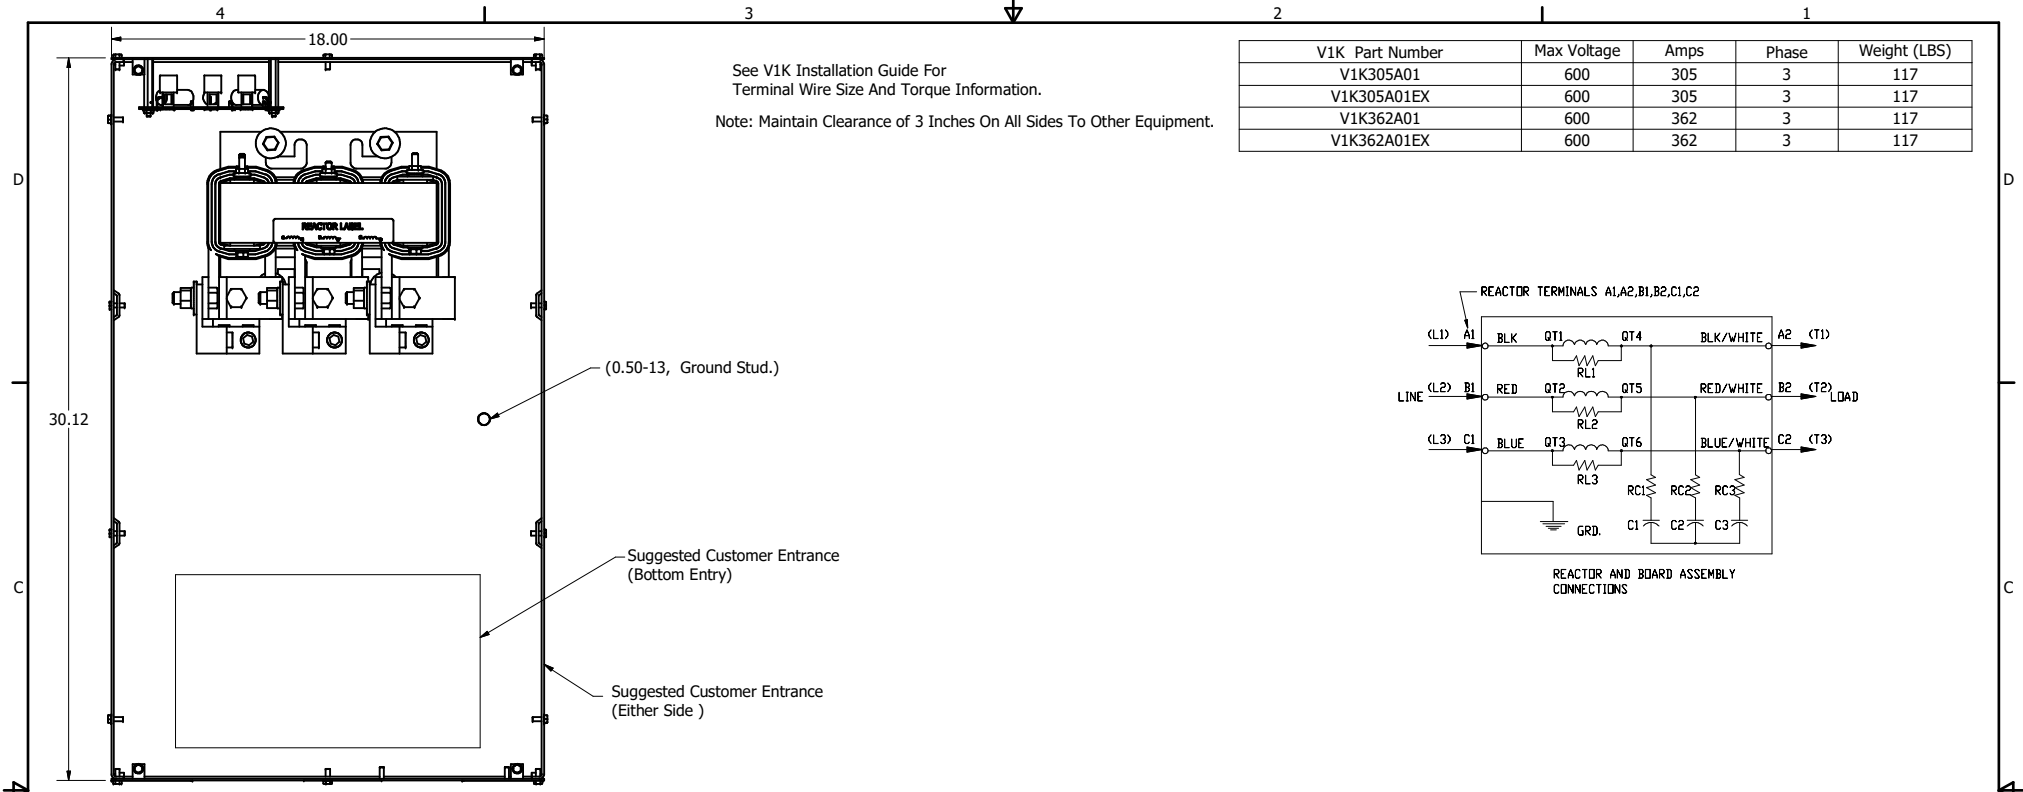 4 3 2 1
18.00
See V1K Installation Guide For
Terminal Wire Size And Torque Information.
Note: Maintain Clearance of 3 Inches On All Sides To Other Equipment.
V1K Part Number Max Voltage Amps Phase Weight (LBS)
V1K305A01 600 305 3 117
V1K305A01EX 600 305 3 117
V1K362A01 600 362 3 117
V1K362A01EX 600 362 3 117
D D
REACTOR LABEL
REACTOR TERMINALS A1,A2,B1,B2,C1,C2
(L1) A1 BLK QT1 QT4 BLK/WHITE A2 (T1)
RL1
LINE (L2) B1 RED QT2 QT5 RED/WHITE B2 (T2) LOAD
RL2
(L3) C1 BLUE QT3 QT6 BLUE/WHITE C2 (T3)
RL3
RC1 RC2 RC3
C1 C2 C3
GRD.
REACTOR AND BOARD ASSEMBLY
CONNECTIONS
(0.50-13, Ground Stud.)
30.12
Suggested Customer Entrance
(Bottom Entry)
C C
Suggested Customer Entrance
(Either Side )